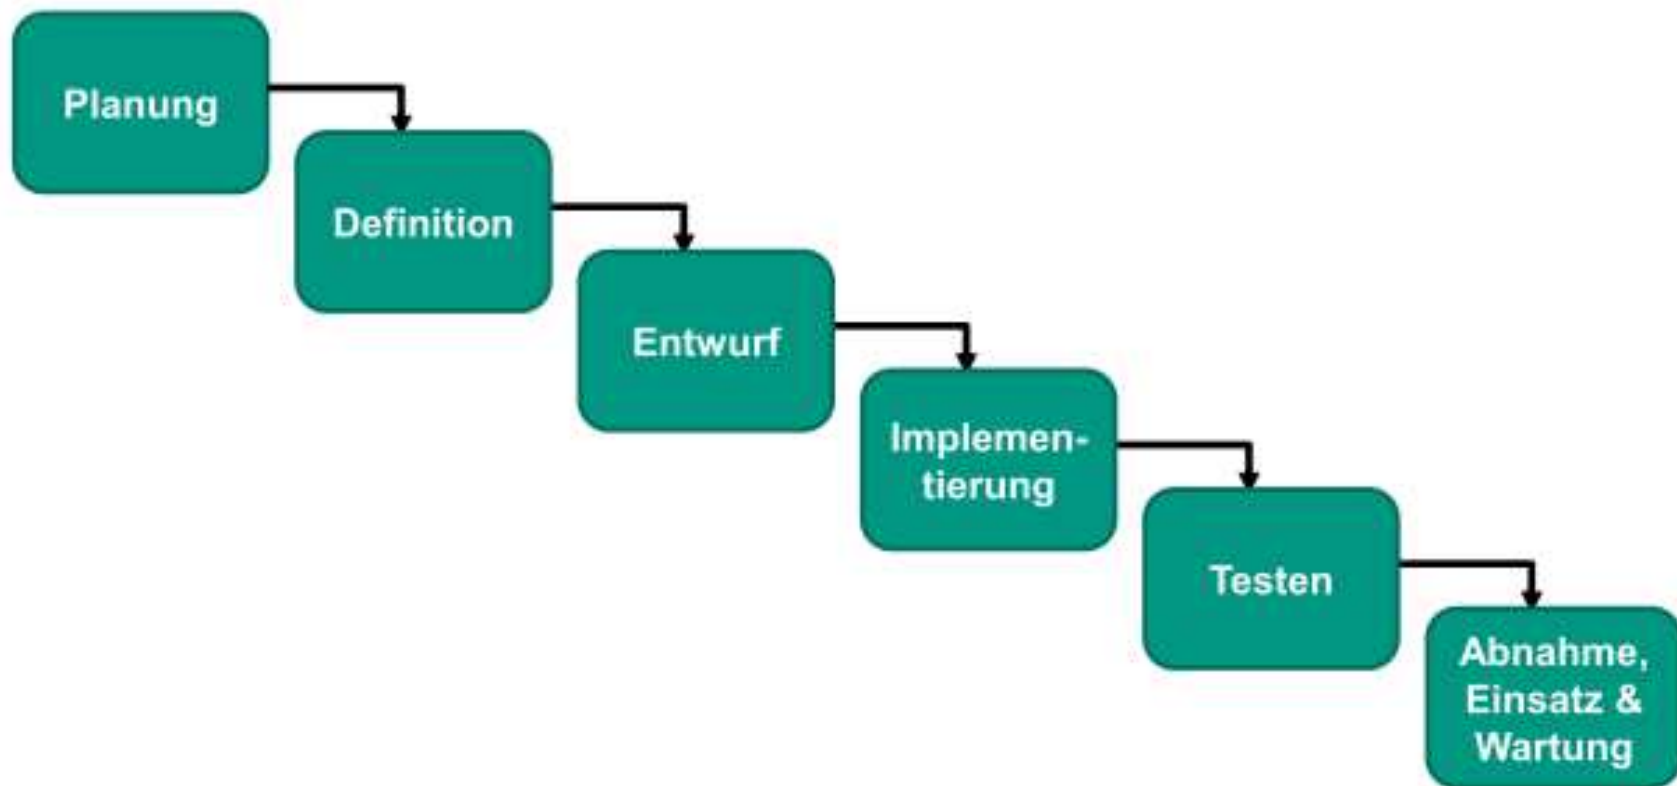 Planung
Definition
Entwurf
Implemen-
tierung
Testen
Abnahme,
Einsatz &
Wartung